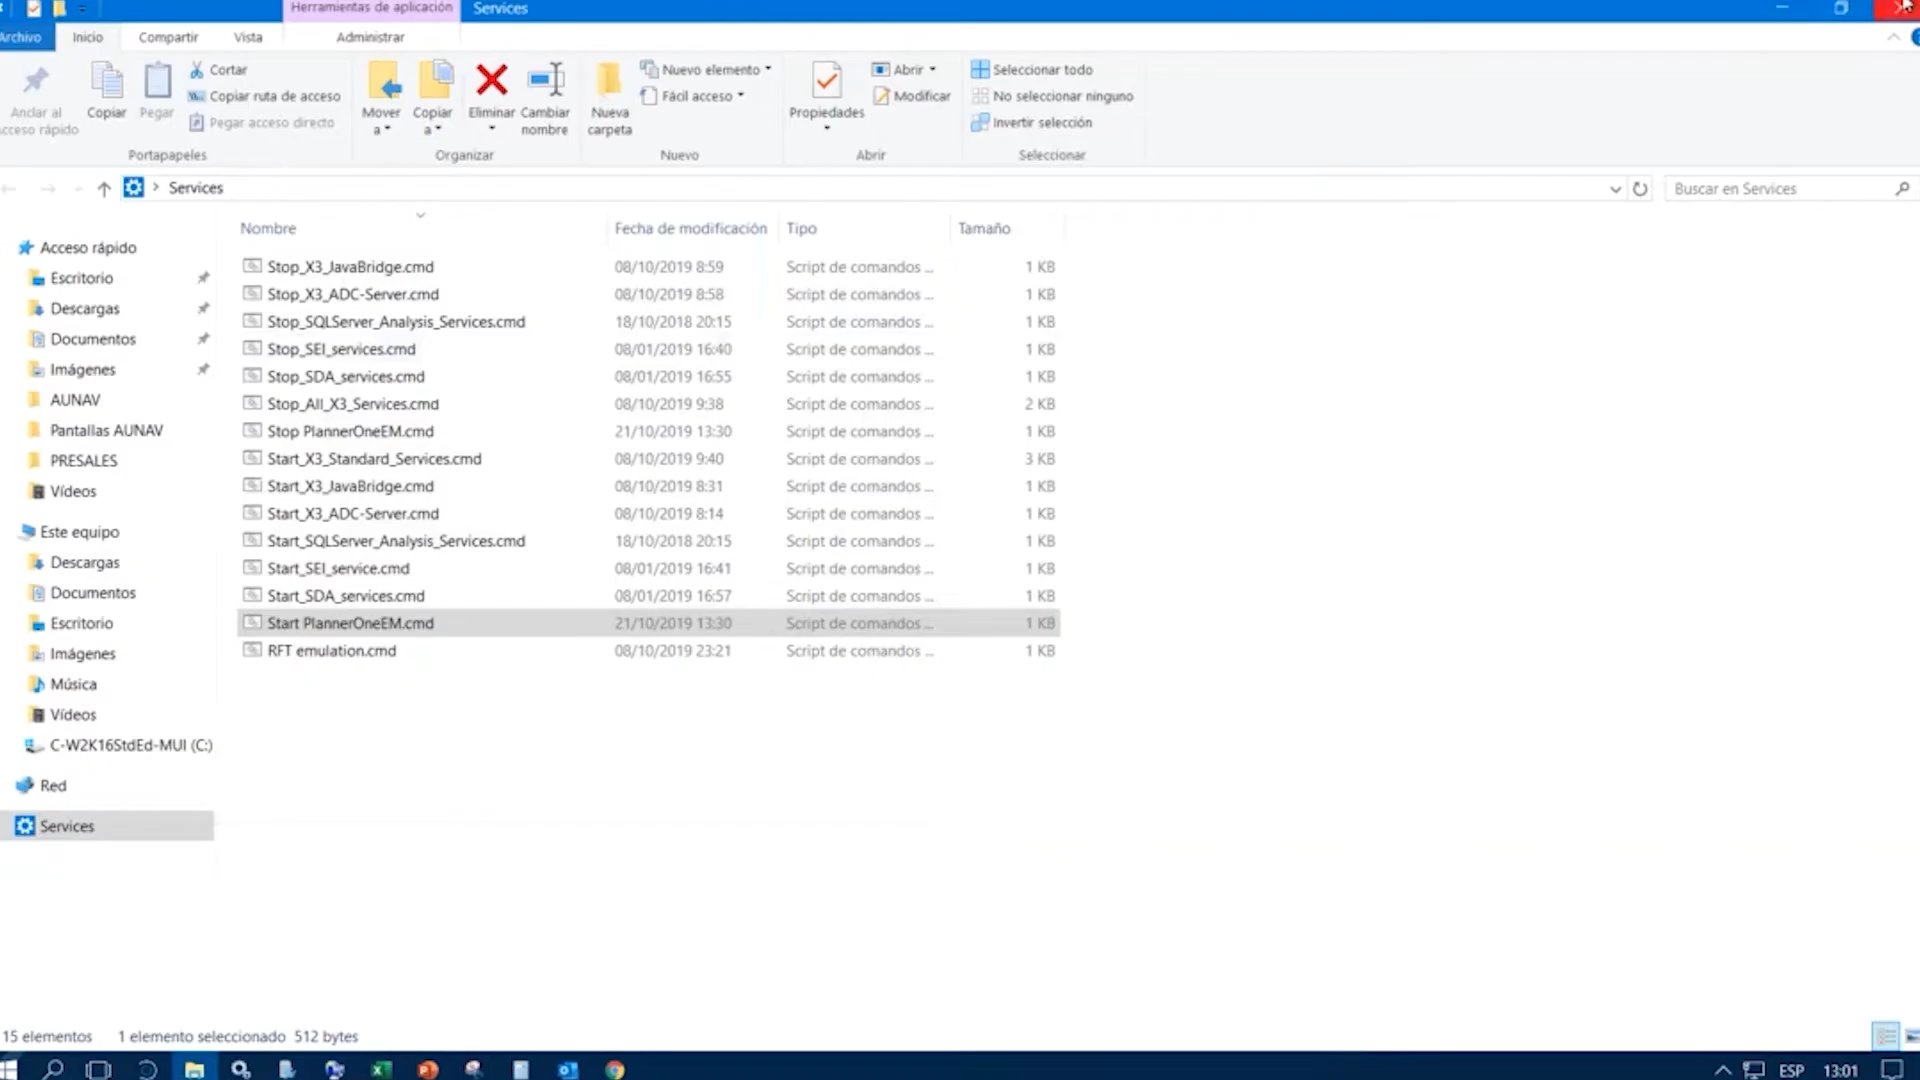 Herramientas de aplicación
Services
Archivo
Inicio
Compartir
Vista
Administrar
Anclar al
acceso rápido
Copiar
Pegar
Cortar
Copiar ruta de acceso
Pegar acceso directo
Portapapeles
Mover
a
Copiar
a
Eliminar
Cambiar
nombre
Organizar
Nueva
carpeta
Nuevo elemento
Fácil acceso
Nuevo
Propiedades
Abrir
Modificar
Abrir
Seleccionar todo
No seleccionar ninguno
Invertir selección
Seleccionar
Services
Buscar en Services
Acceso rápido
Escritorio
Descargas
Documentos
Imágenes
AUNAV
Pantallas AUNAV
PRESALES
Vídeos
Este equipo
Descargas
Documentos
Escritorio
Imágenes
Música
Vídeos
C-W2K16StdEd-MUI (C:)
Red
Services
Nombre Fecha de modificación Tipo Tamaño
Stop_X3_JavaBridge.cmd 08/10/2019 8:59 Script de comandos ... 1 KB
Stop_X3_ADC-Server.cmd 08/10/2019 8:58 Script de comandos ... 1 KB
Stop_SQLServer_Analysis_Services.cmd 18/10/2018 20:15 Script de comandos ... 1 KB
Stop_SEI_services.cmd 08/01/2019 16:40 Script de comandos ... 1 KB
Stop_SDA_services.cmd 08/01/2019 16:55 Script de comandos ... 1 KB
Stop_All_X3_Services.cmd 08/10/2019 9:38 Script de comandos ... 2 KB
Stop PlannerOneEM.cmd 21/10/2019 13:30 Script de comandos ... 1 KB
Start_X3_Standard_Services.cmd 08/10/2019 9:40 Script de comandos ... 3 KB
Start_X3_JavaBridge.cmd 08/10/2019 8:31 Script de comandos ... 1 KB
Start_X3_ADC-Server.cmd 08/10/2019 8:14 Script de comandos ... 1 KB
Start_SQLServer_Analysis_Services.cmd 18/10/2018 20:15 Script de comandos ... 1 KB
Start_SEI_service.cmd 08/01/2019 16:41 Script de comandos ... 1 KB
Start_SDA_services.cmd 08/01/2019 16:57 Script de comandos ... 1 KB
Start PlannerOneEM.cmd 21/10/2019 13:30 Script de comandos ... 1 KB
RFT emulation.cmd 08/10/2019 23:21 Script de comandos ... 1 KB
15 elementos 1 elemento seleccionado 512 bytes
ESP 13:01